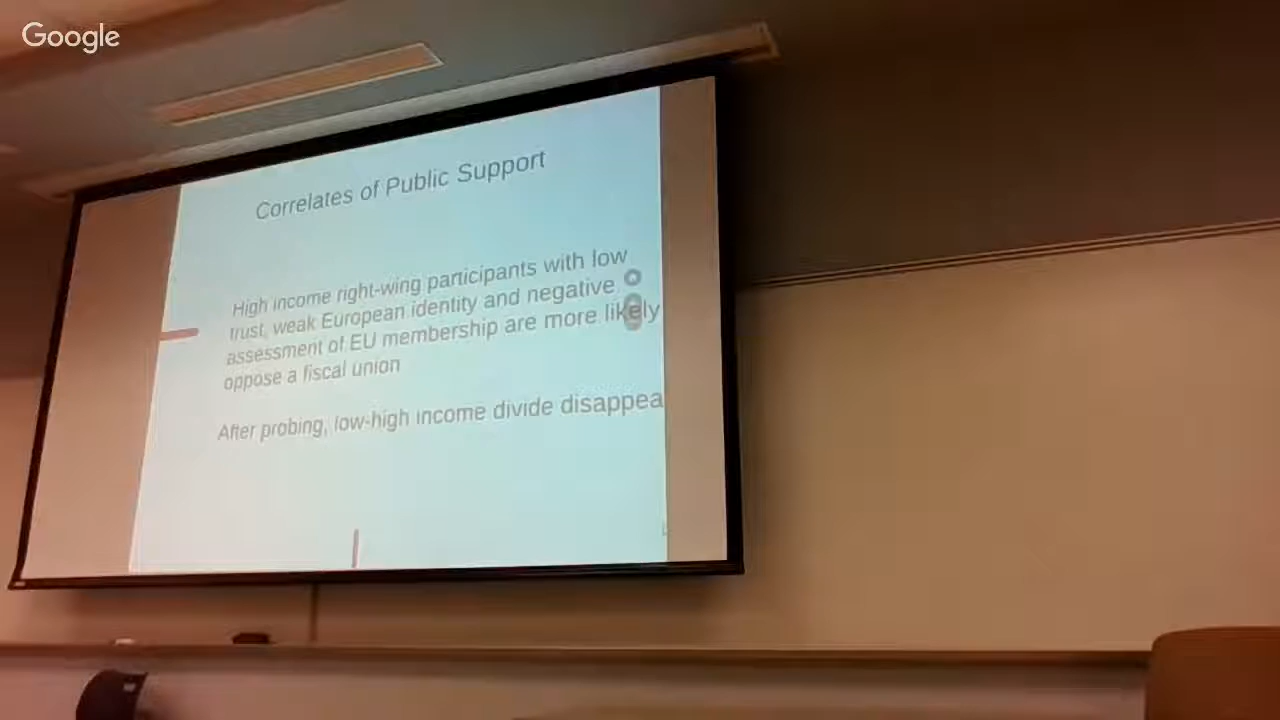 Google
Correlates of Public Support
High income right-wing participants with low
trust, weak European identity and negative
assessment of EU membership are more likely
oppose a fiscal union
After probing, low-high income divide disappea